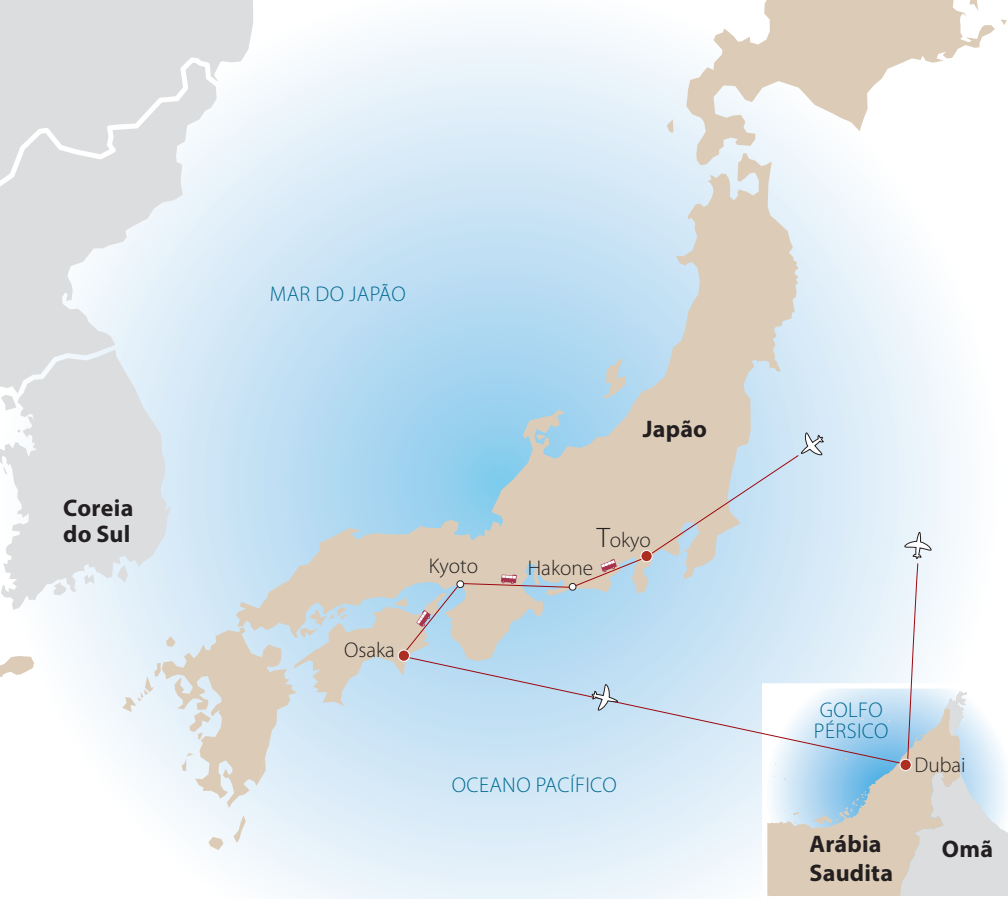 MAR DO JAPÃO
Japão
Coreia
do Sul
Tokyo
Kyoto
Hakone
Osaka
GOLFO
PÉRSICO
Dubai
OCEANO PACÍFICO
Arábia
Saudita
Omã